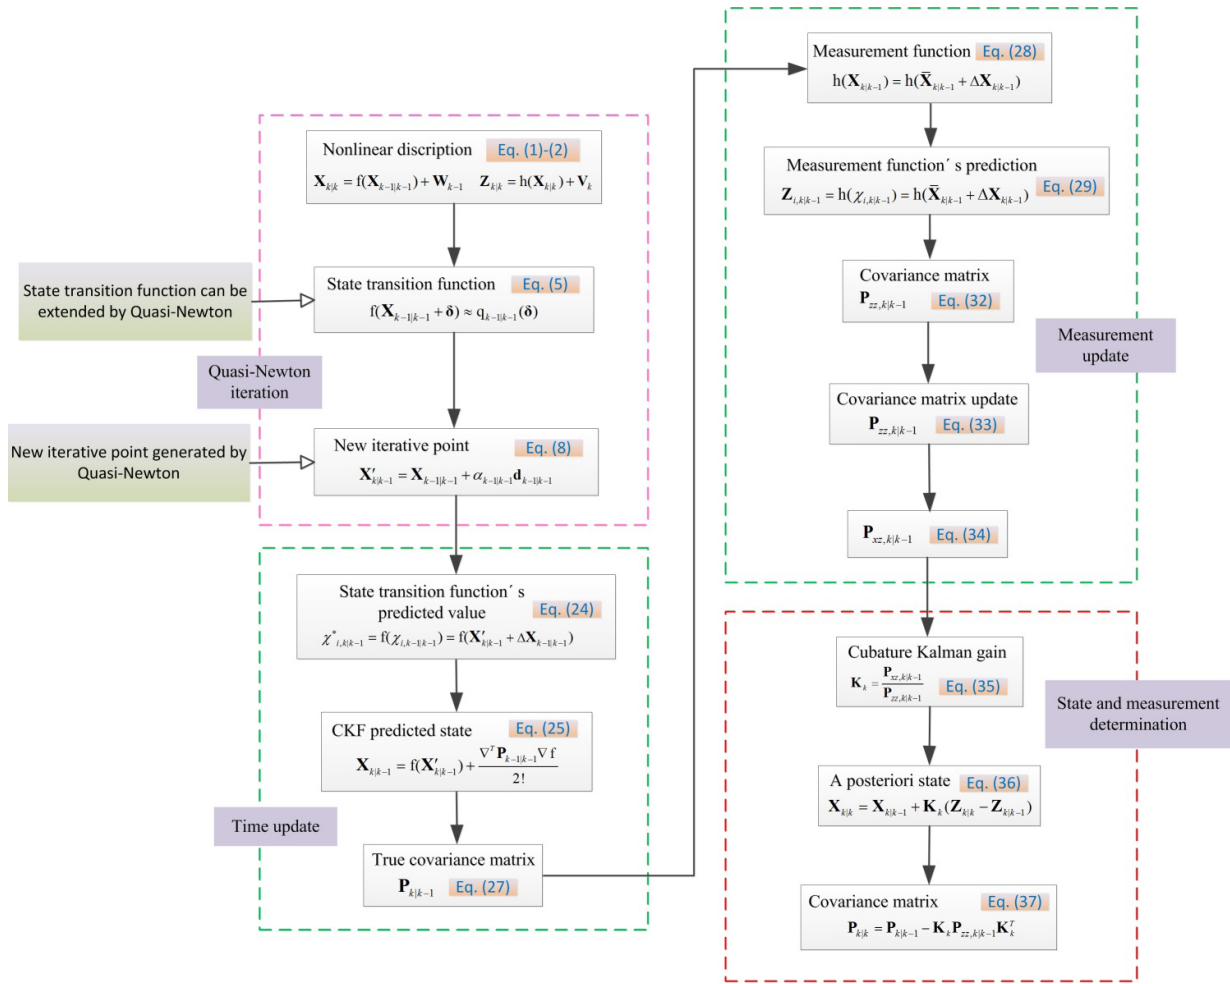 Nonlinear discription Eq. (1)-(2)
𝐗_{k|k} = f(𝐗_{k-1|k-1}) + 𝐖_{k-1} 𝐙_{k|k} = h(𝐗_{k|k}) + 𝐕_k
State transition function can be
extended by Quasi-Newton
State transition function Eq. (5)
f(𝐗_{k-1|k-1} + 𝛅) ≈ q_{k-1|k-1}(𝛅)
Quasi-Newton
iteration
New iterative point generated by
Quasi-Newton
New iterative point Eq. (8)
𝐗′_{k|k-1} = 𝐗_{k-1|k-1} + α_{k-1|k-1}𝐝_{k-1|k-1}
State transition function´ s
predicted value Eq. (24)
χ*_{i,k|k-1} = f(χ_{i,k-1|k-1}) = f(𝐗′_{k|k-1} + Δ𝐗_{k-1|k-1})
CKF predicted state Eq. (25)
𝐗_{k|k-1} = f(𝐗′_{k|k-1}) + \frac{∇^T 𝐏_{k-1|k-1}∇ f}{2!}
Time update
True covariance matrix
𝐏_{k|k-1} Eq. (27)
Measurement function Eq. (28)
h(𝐗_{k|k-1}) = h(𝐗̄_{k|k-1} + Δ𝐗_{k|k-1})
Measurement function´ s prediction
𝐙_{i,k|k-1} = h(χ_{i,k|k-1}) = h(𝐗̄_{k|k-1} + Δ𝐗_{k|k-1}) Eq. (29)
Covariance matrix
𝐏_{zz,k|k-1} Eq. (32)
Measurement
update
Covariance matrix update
𝐏_{zz,k|k-1} Eq. (33)
𝐏_{xz,k|k-1} Eq. (34)
Cubature Kalman gain
𝐊_k = \frac{𝐏_{xz,k|k-1}}{𝐏_{zz,k|k-1}} Eq. (35)
State and measurement
determination
A posteriori state Eq. (36)
𝐗_{k|k} = 𝐗_{k|k-1} + 𝐊_k(𝐙_{k|k} − 𝐙_{k|k-1})
Covariance matrix Eq. (37)
𝐏_{k|k} = 𝐏_{k|k-1} − 𝐊_k𝐏_{zz,k|k-1}𝐊_k^T